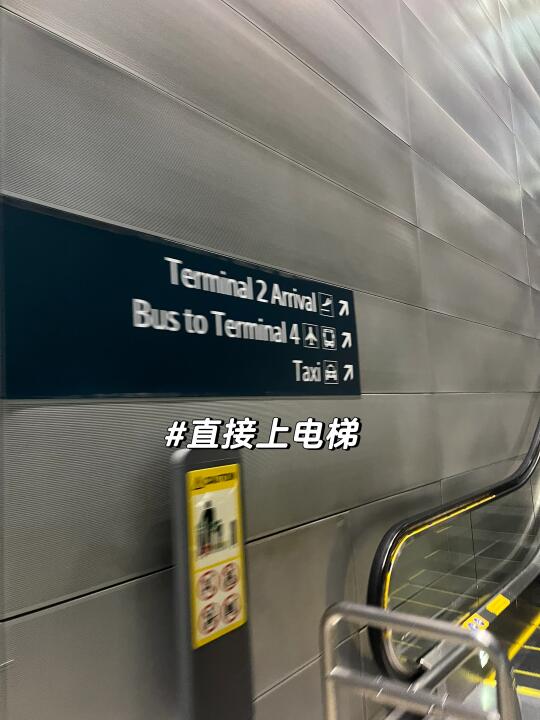 Terminal 2 Arrival
Bus to Terminal 4
Taxi
#直接上电梯
CAUTION